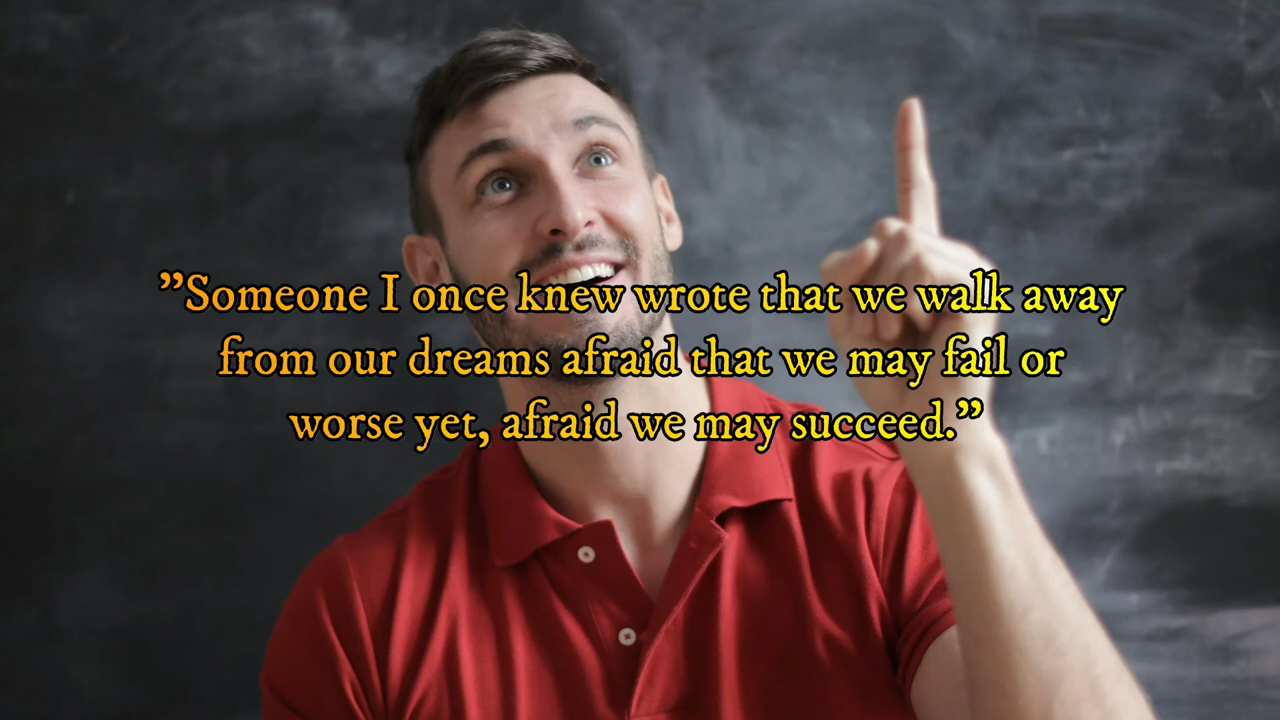 ”Someone I once knew wrote that we walk away
from our dreams afraid that we may fail or
worse yet, afraid we may succeed.”